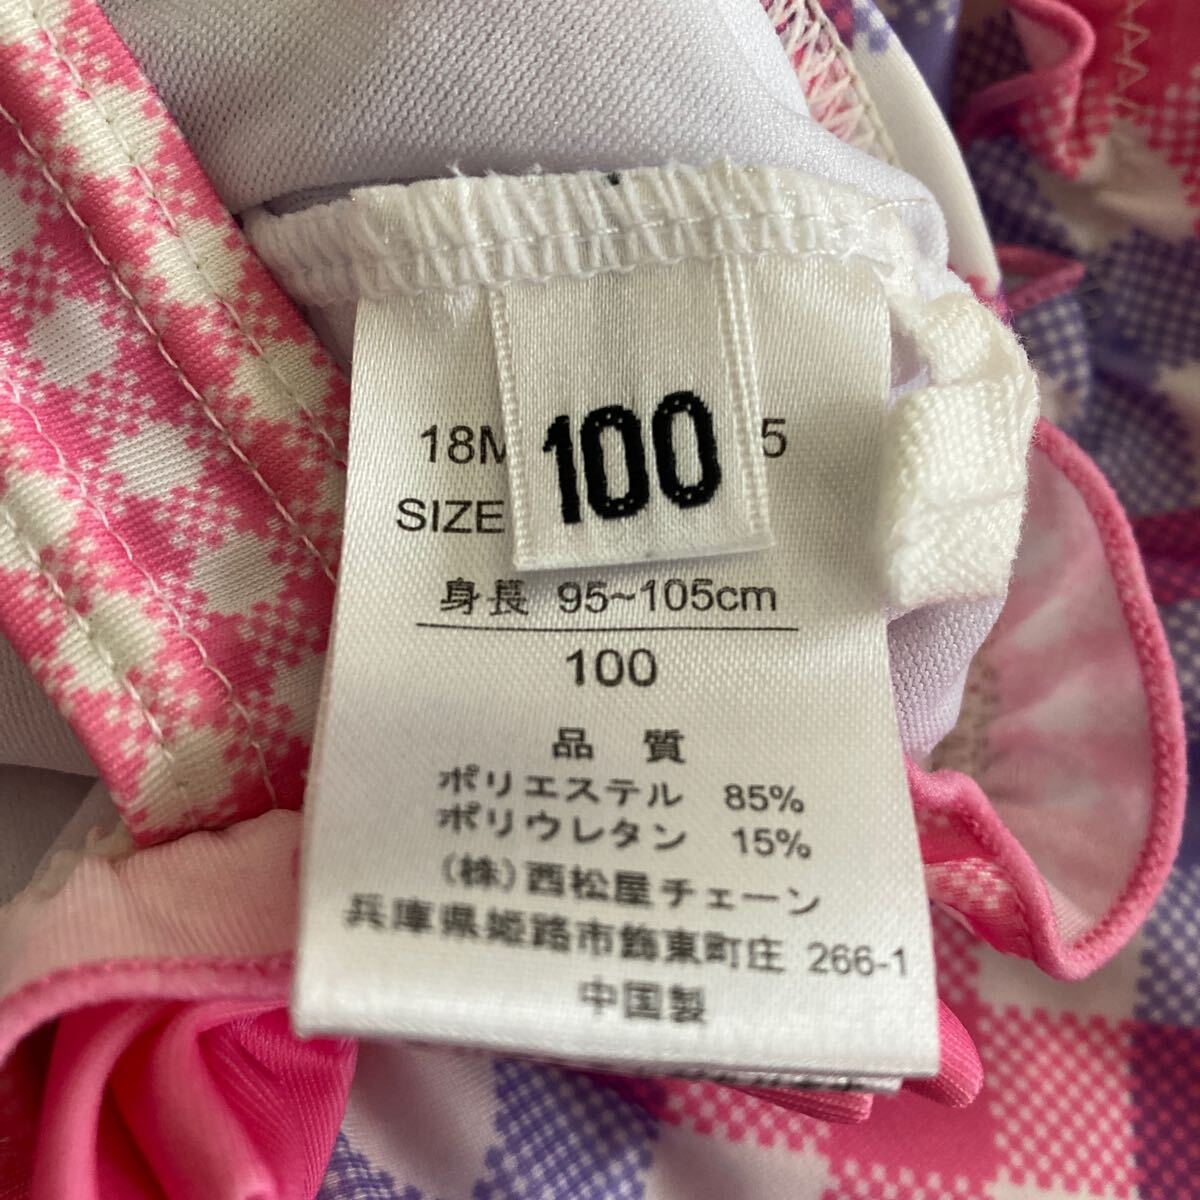 100
18M 5
SIZE
身長 95~105cm
100
品 質
ポリエステル 85%
ポリウレタン 15%
(株)西松屋チェーン
兵庫県姫路市飾東町庄 266-1
中国製